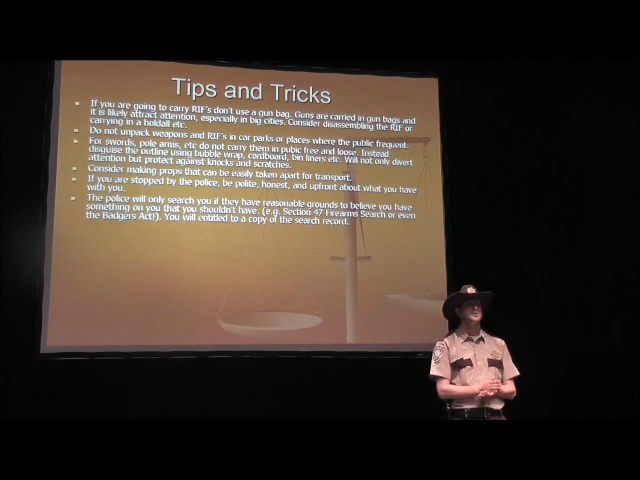 Tips and Tricks
If you are going to carry RIF's don't use a gun bag. Guns are carried in gun bags and
it is likely attract attention, especially in big cities. Consider disassembling the RIF or
carrying in a holdall etc.
Do not unpack weapons and RIF's in car parks or places where the public frequent.
For swords, pole arms, etc do not carry them in pubic free and loose. Instead
disguise the outline using bubble wrap, cardboard, bin liners etc. Will not only divert
attention but protect against knocks and scratches.
Consider making props that can be easily taken apart for transport.
If you are stopped by the police, be polite, honest, and upfront about what you have
with you.
The police will only search you if they have reasonable grounds to believe you have
something on you that you shouldn't have. (e.g. Section 47 Firearms Search or even
the Badgers Act!). You will entitled to a copy of the search record.